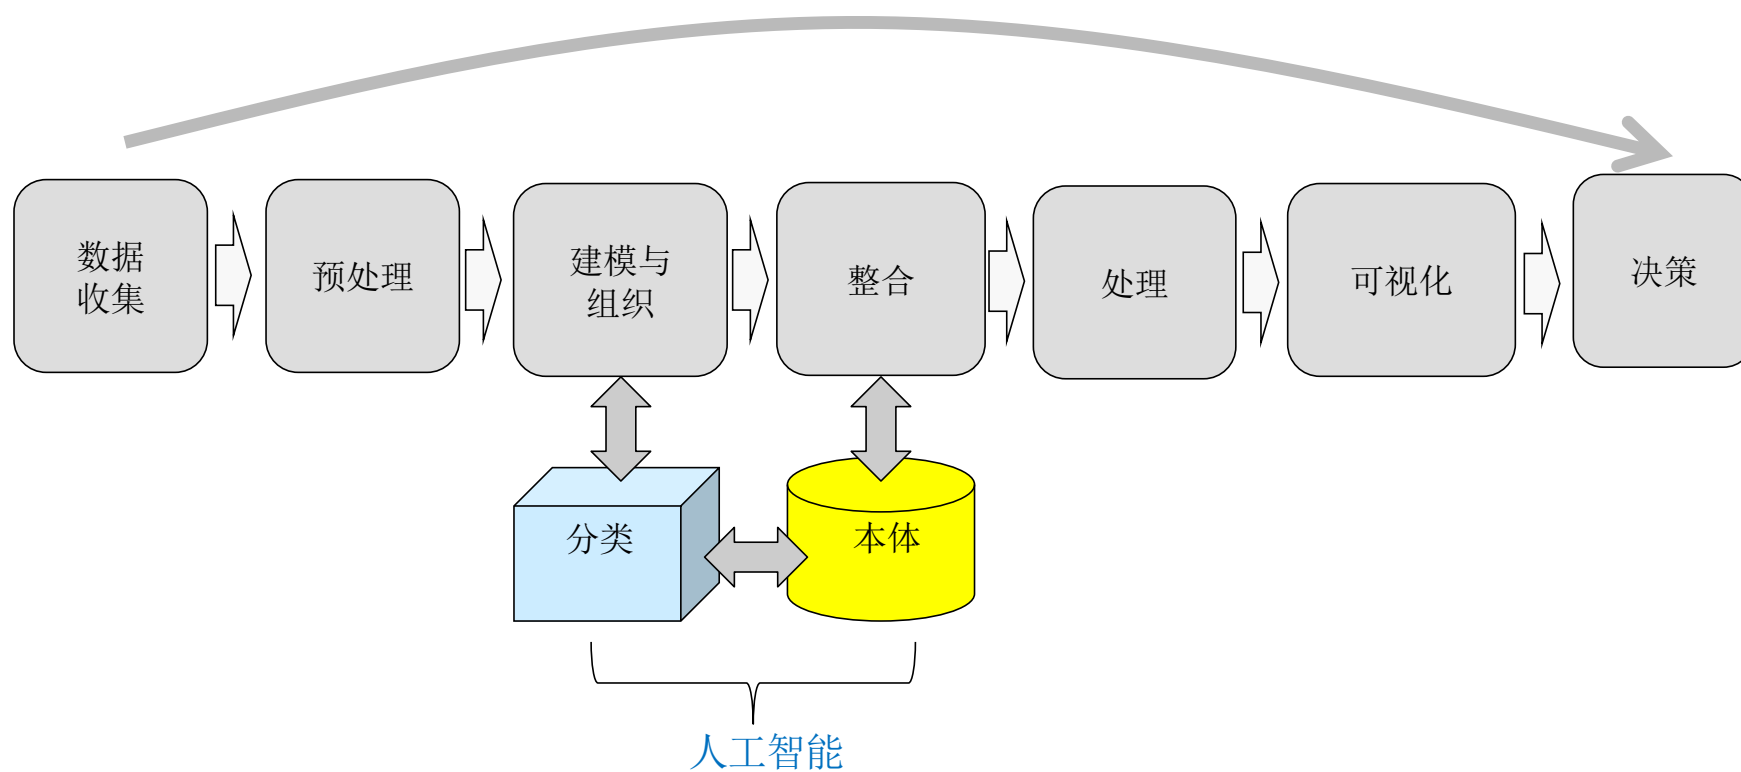 数据
收集
预处理
建模与
组织
整合
处理
可视化
决策
分类
本体
人工智能